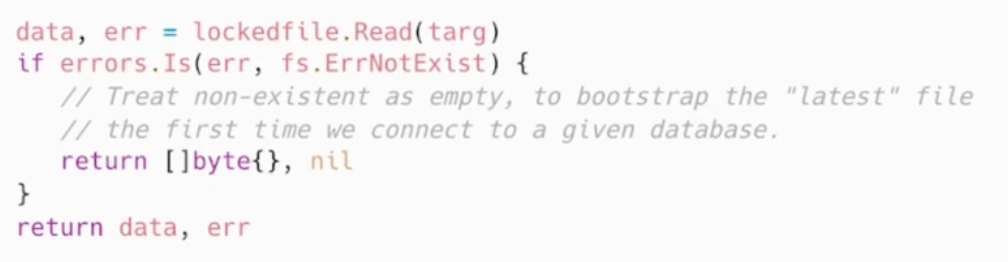 data, err = lockedfile.Read(targ)
if errors.Is(err, fs.ErrNotExist) {
   // Treat non-existent as empty, to bootstrap the "latest" file
   // the first time we connect to a given database.
   return []byte{}, nil
}
return data, err